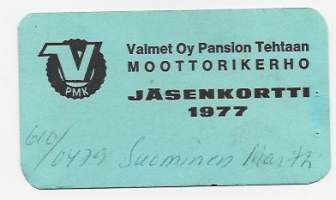 V
PMK
Valmet Oy Pansion Tehtaan
MOOTTORIKERHO
JÄSENKORTTI
1977
610/0479 Suominen